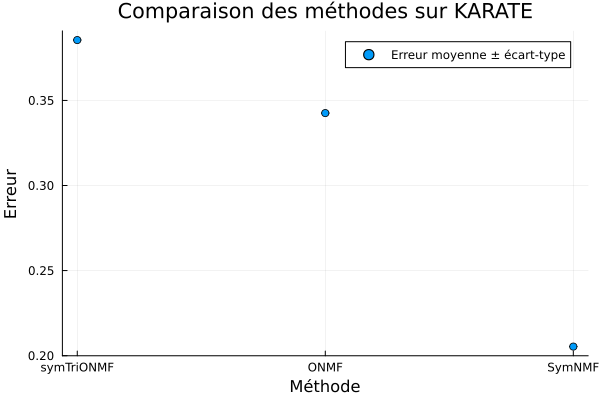 Comparaison des méthodes sur KARATE
Erreur moyenne ± écart-type
Erreur
0.35
0.30
0.25
0.20
symTriONMF
ONMF
SymNMF
Méthode